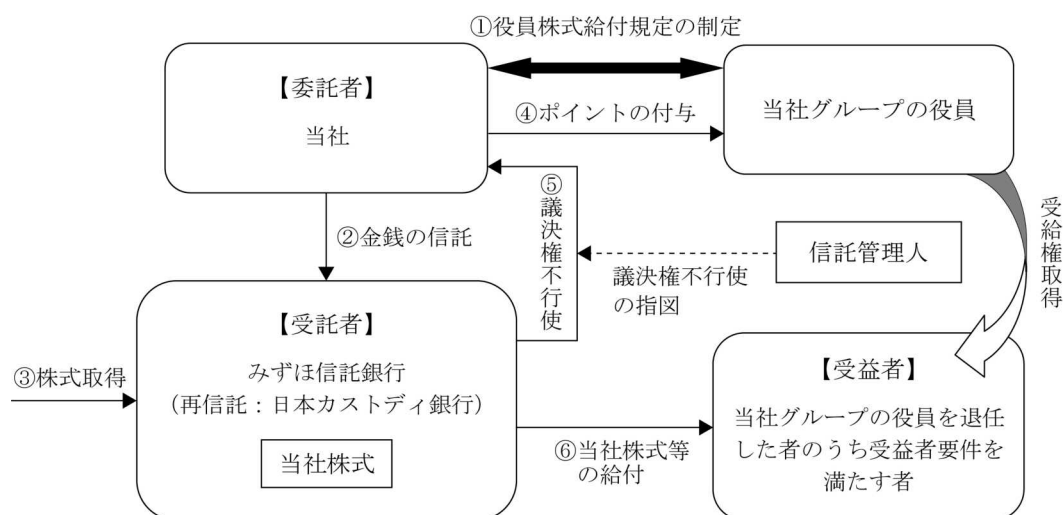 ①役員株式給付規定の制定
【委託者】
当社
④ポイントの付与
当社グループの役員
②金銭の信託
⑤議決権不行使
議決権不行使
の指図
信託管理人
受給権取得
③株式取得
【受託者】
みずほ信託銀行
(再信託:日本カストディ銀行)
当社株式
⑥当社株式等
の給付
【受益者】
当社グループの役員を退任
した者のうち受益者要件を
満たす者